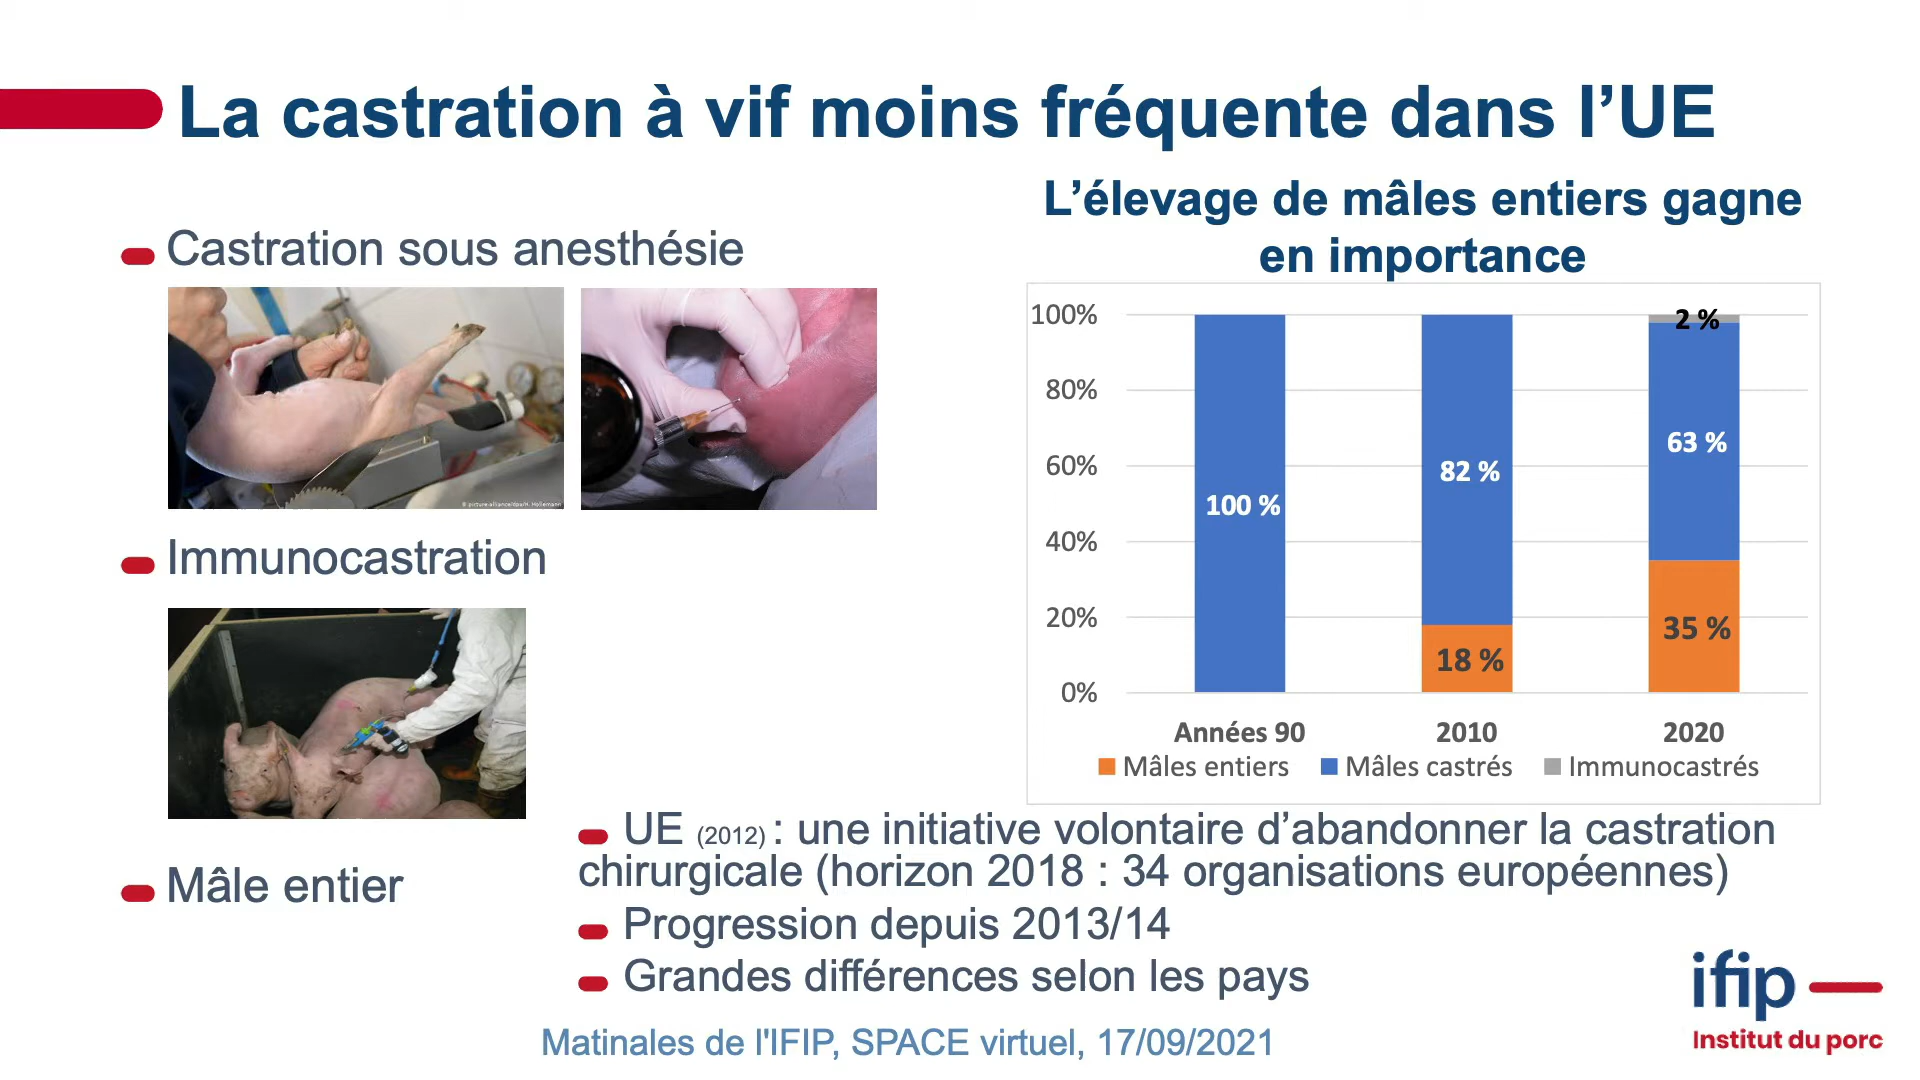 La castration à vif moins fréquente dans l’UE
Castration sous anesthésie
© picture.alliance/dpa/H. Hollemann
Immunocastration
Mâle entier
L’élevage de mâles entiers gagne
en importance
100%
80%
60%
40%
20%
0%
100 %
82 %
18 %
2 %
63 %
35 %
Années 90
2010
2020
Mâles entiers
Mâles castrés
Immunocastrés
UE (2012) : une initiative volontaire d’abandonner la castration
chirurgicale (horizon 2018 : 34 organisations européennes)
Progression depuis 2013/14
Grandes différences selon les pays
Matinales de l'IFIP, SPACE virtuel, 17/09/2021
ifip
Institut du porc